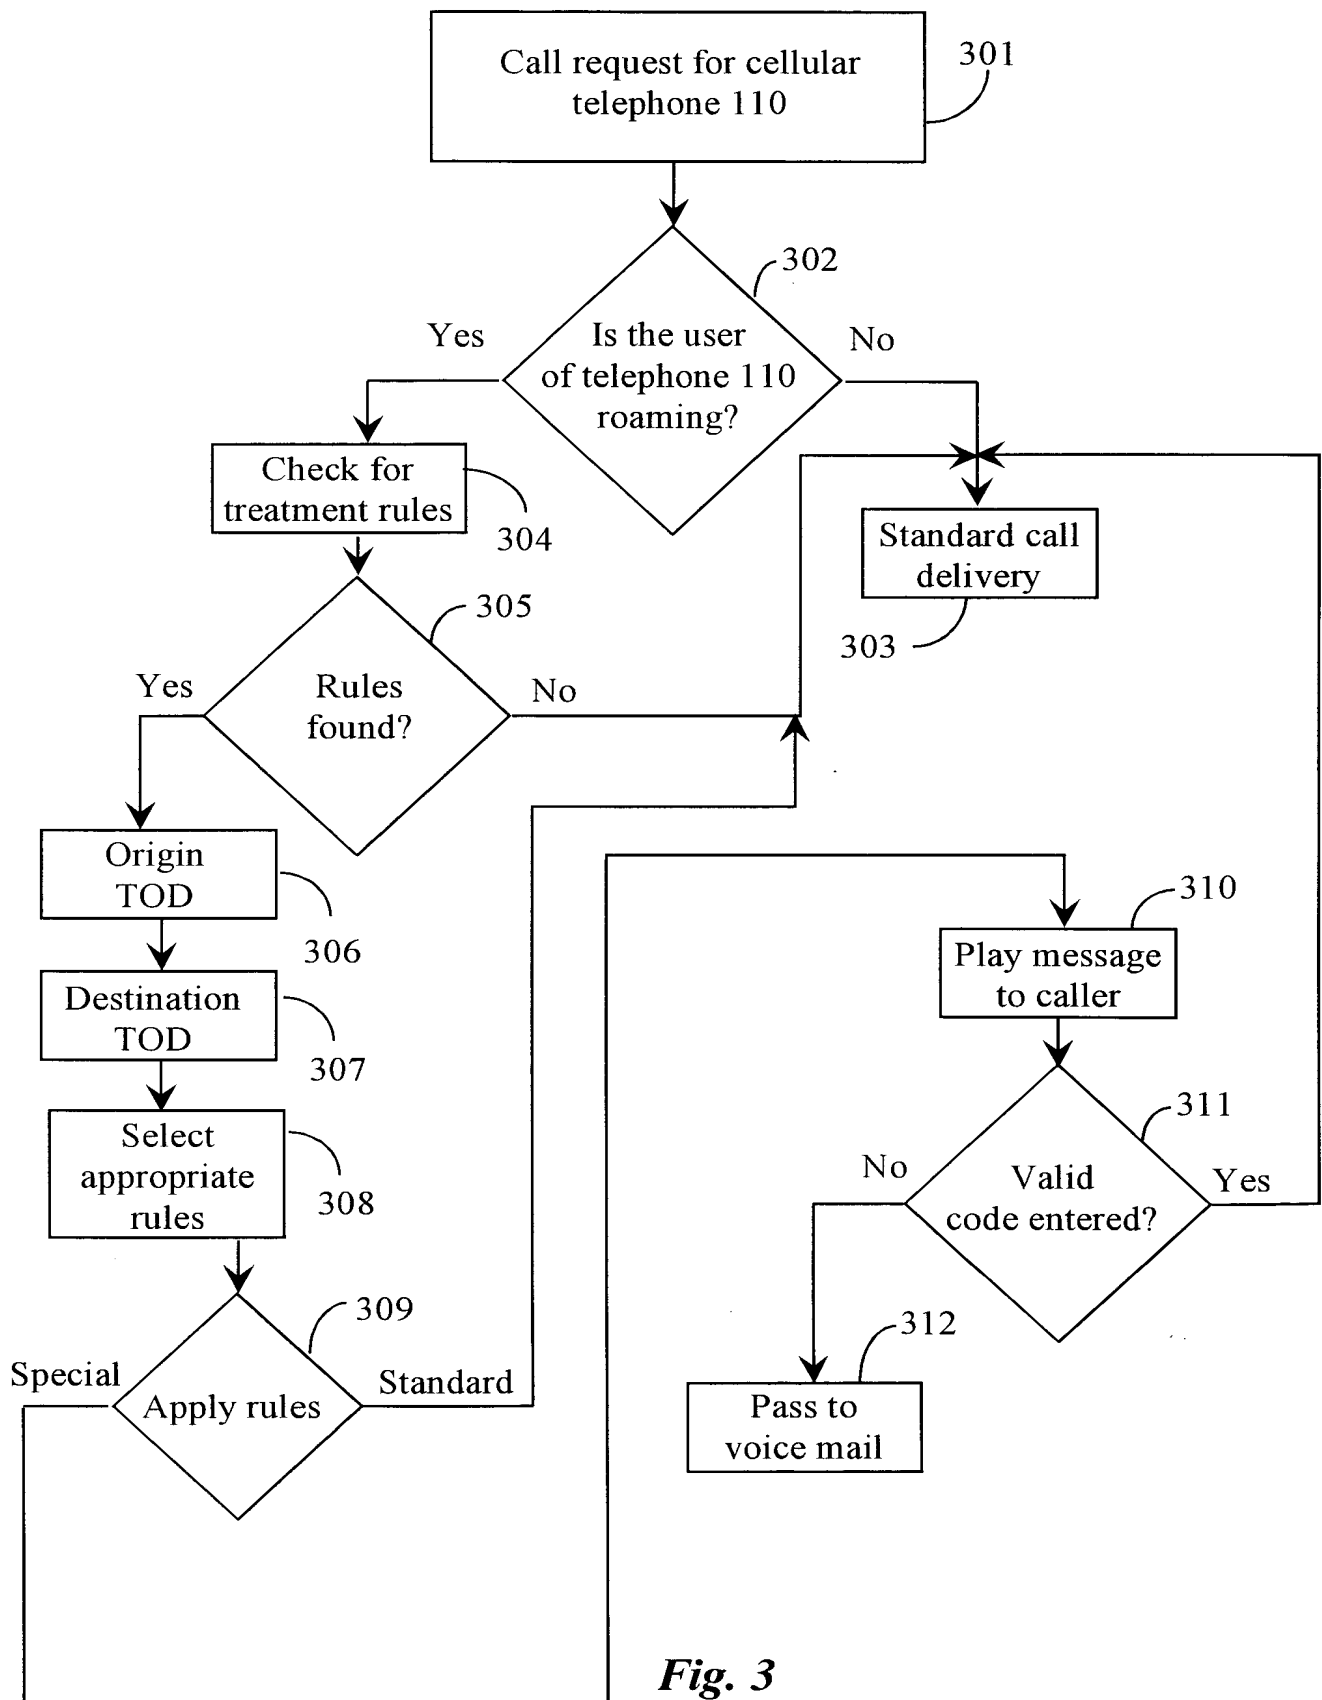 Call request for cellular
telephone 110
301
302
Yes
No
Is the user
of telephone 110
roaming?
Check for
treatment rules
304
Standard call
delivery
303
305
Yes
No
Rules
found?
Origin
TOD
306
310
Play message
to caller
Destination
TOD
307
311
Select
appropriate
rules
308
No
Yes
Valid
code entered?
309
312
Special
Standard
Apply rules
Pass to
voice mail
Fig. 3